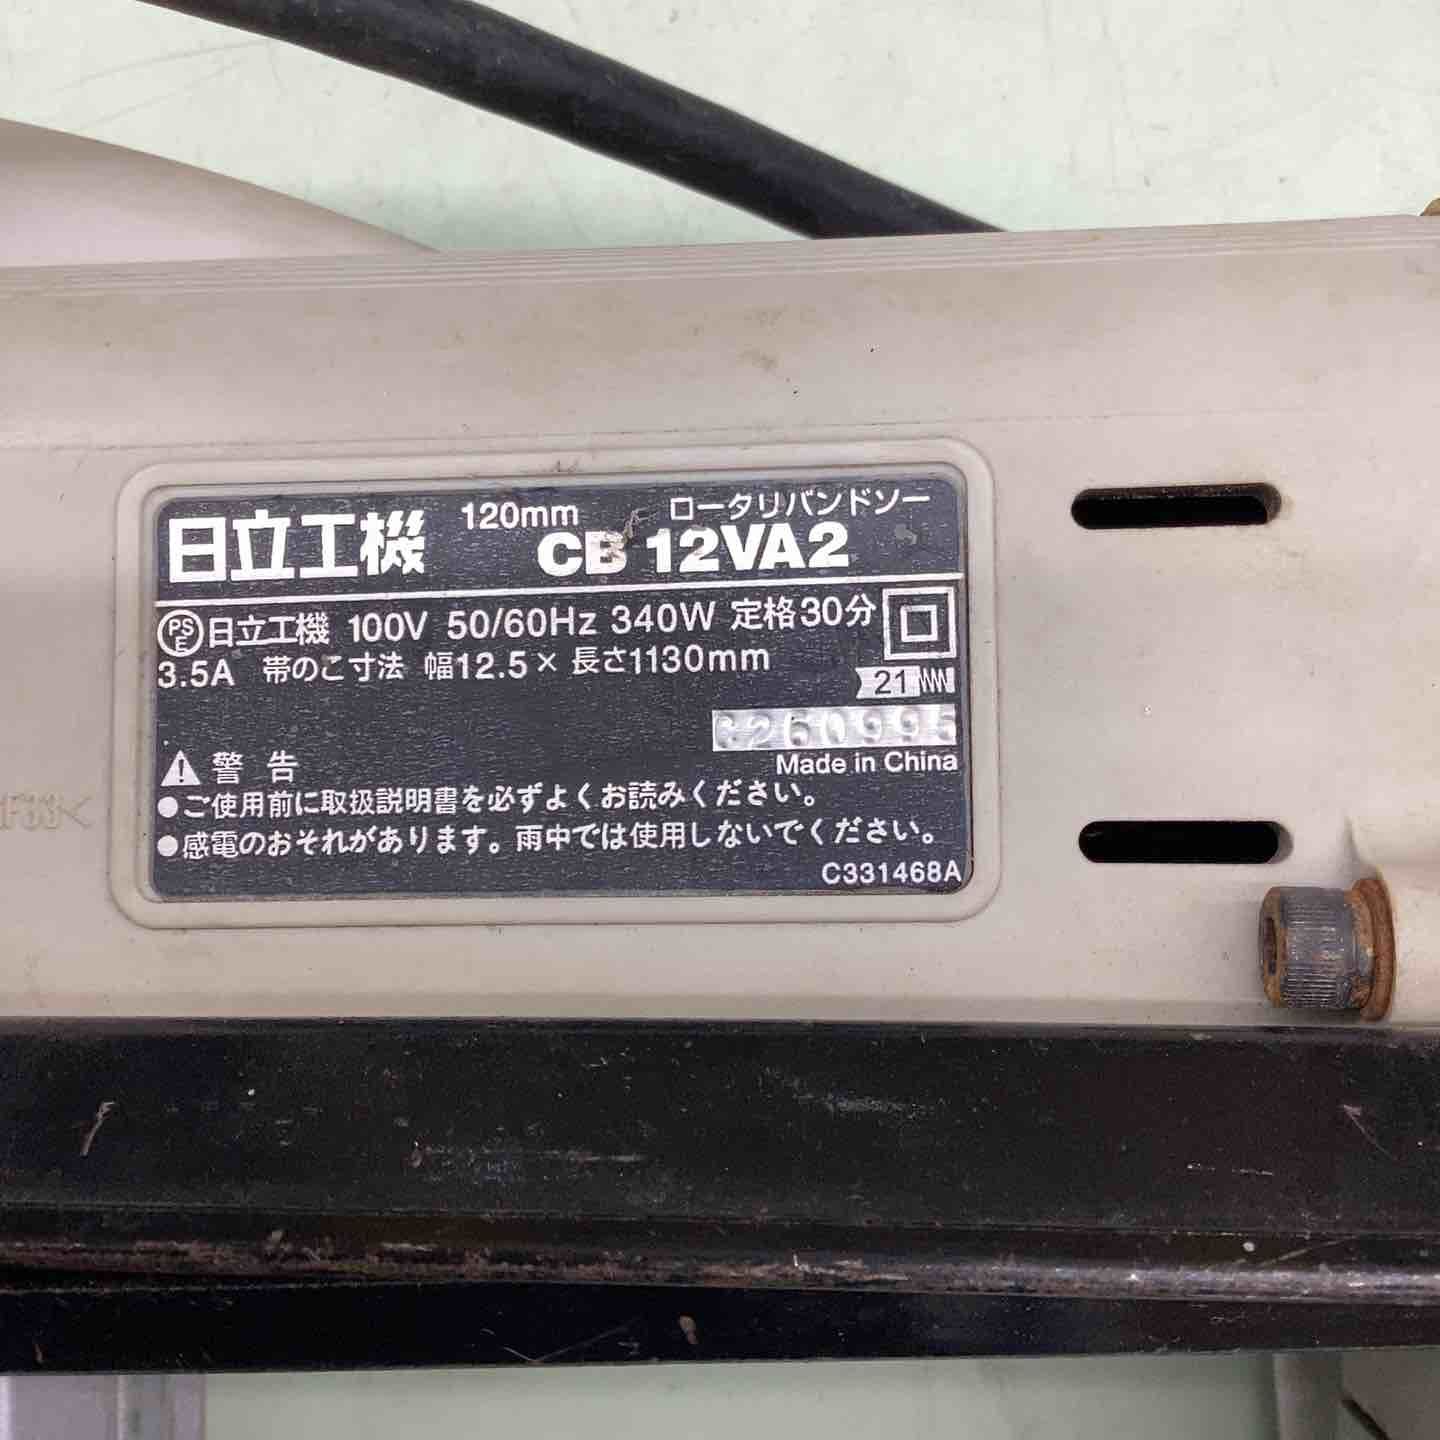 日立工機 120mm ロータリバンドソー
CB 12VA2
PSE 日立工機 100V 50/60Hz 340W 定格30分
3.5A 帯のこ寸法 幅12.5×長さ1130mm
21
C260995
Made in China
警告
●ご使用前に取扱説明書を必ずよくお読みください。
●感電のおそれがあります。雨中では使用しないでください。
C331468A